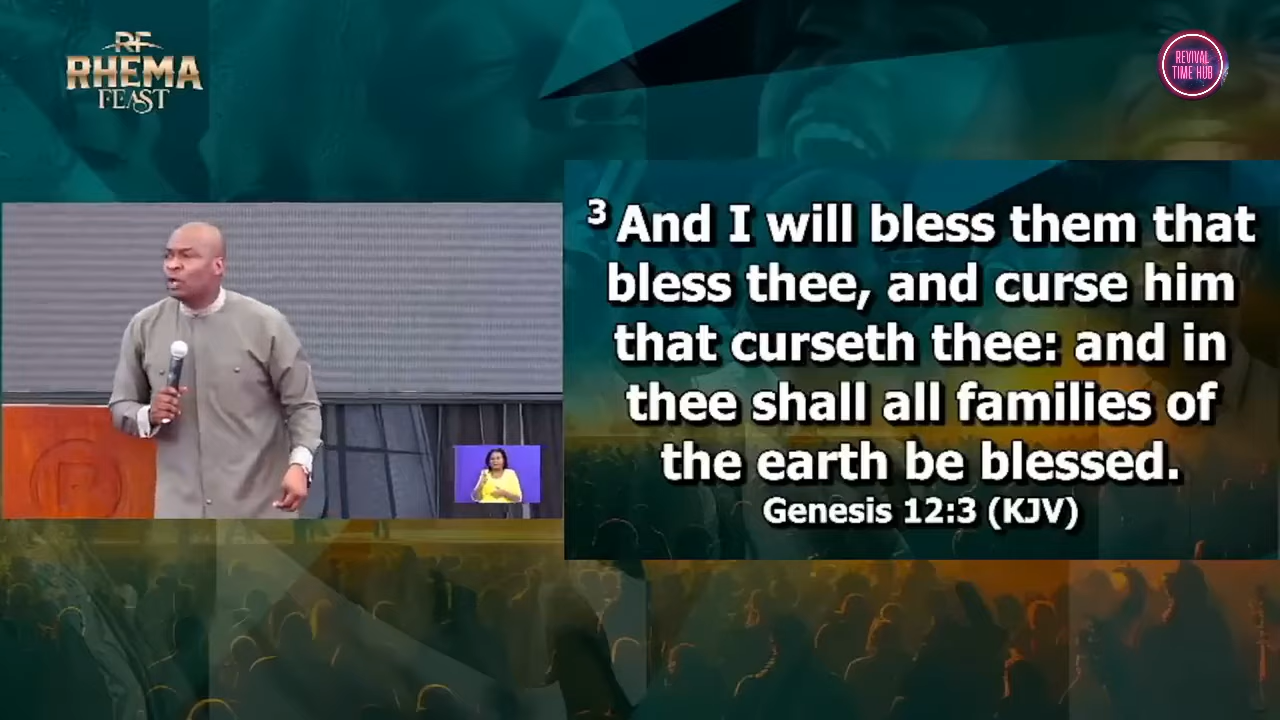 RF
RHEMA
FEAST
REVIVAL
TIME HUB
3 And I will bless them that
bless thee, and curse him
that curseth thee: and in
thee shall all families of
the earth be blessed.
Genesis 12:3 (KJV)